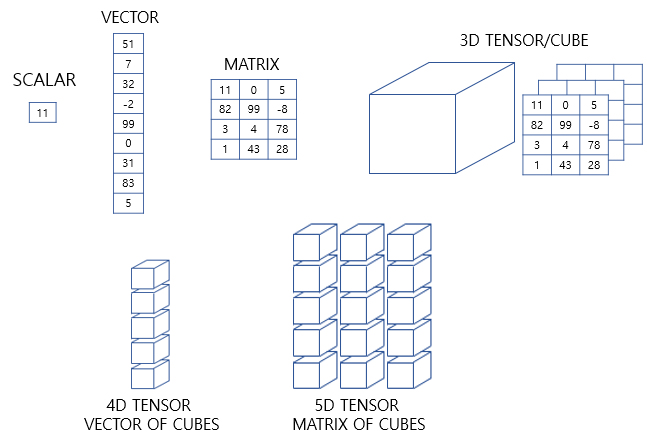 VECTOR
51
7
32
-2
99
0
31
83
5
SCALAR
11
MATRIX
11 0 5
82 99 -8
3 4 78
1 43 28
3D TENSOR/CUBE
11 0 5
82 99 -8
3 4 78
1 43 28
4D TENSOR
VECTOR OF CUBES
5D TENSOR
MATRIX OF CUBES